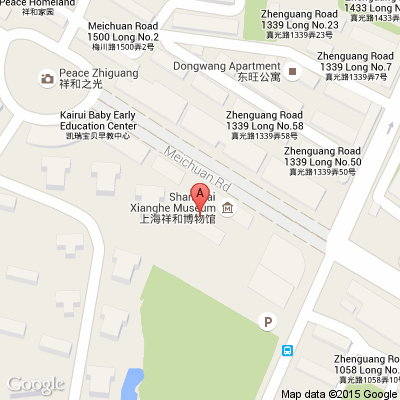 Peace Homeland
祥和家园
Meichuan Road
1500 Long No.2
梅川路1500弄2号
Zhenguang Road
1339 Long No.23
真光路1339弄23号
1433 Long No.
真光路1433弄
Peace Zhiguang
祥和之光
Dongwang Apartment
东旺公寓
Zhenguang Road
1339 Long No.7
真光路1339弄7号
Kairui Baby Early
Education Center
凯瑞宝贝早教中心
Zhenguang Road
1339 Long No.58
真光路1339弄58号
Zhenguang Road
1339 Long No.50
真光路1339弄50号
Meichuan Rd
A
Shanghai
Xianghe Museum
上海祥和博物馆
P
Zhenguang Road
1058 Long No.
真光路1058弄10号
Google
Map data ©2015 Google